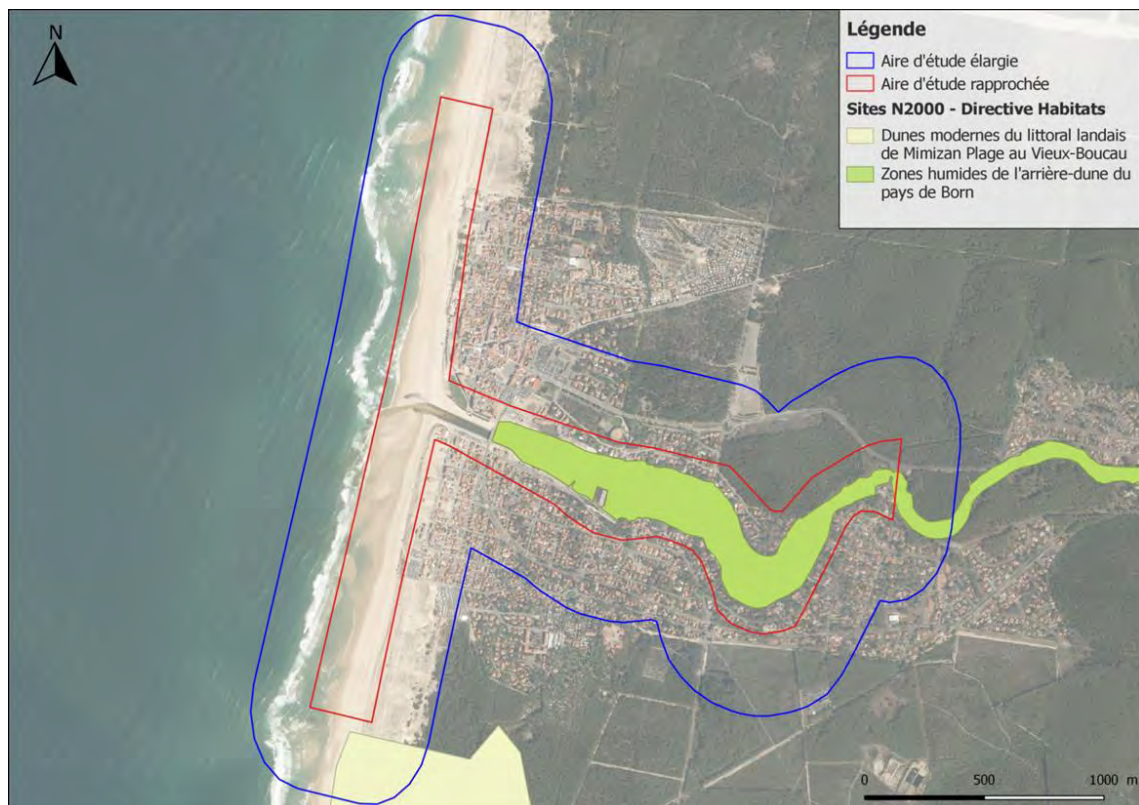 N
Légende
Aire d'étude élargie
Aire d'étude rapprochée
Sites N2000 - Directive Habitats
Dunes modernes du littoral landais
de Mimizan Plage au Vieux-Boucau
Zones humides de l'arrière-dune du
pays de Born
0 500 1000 m